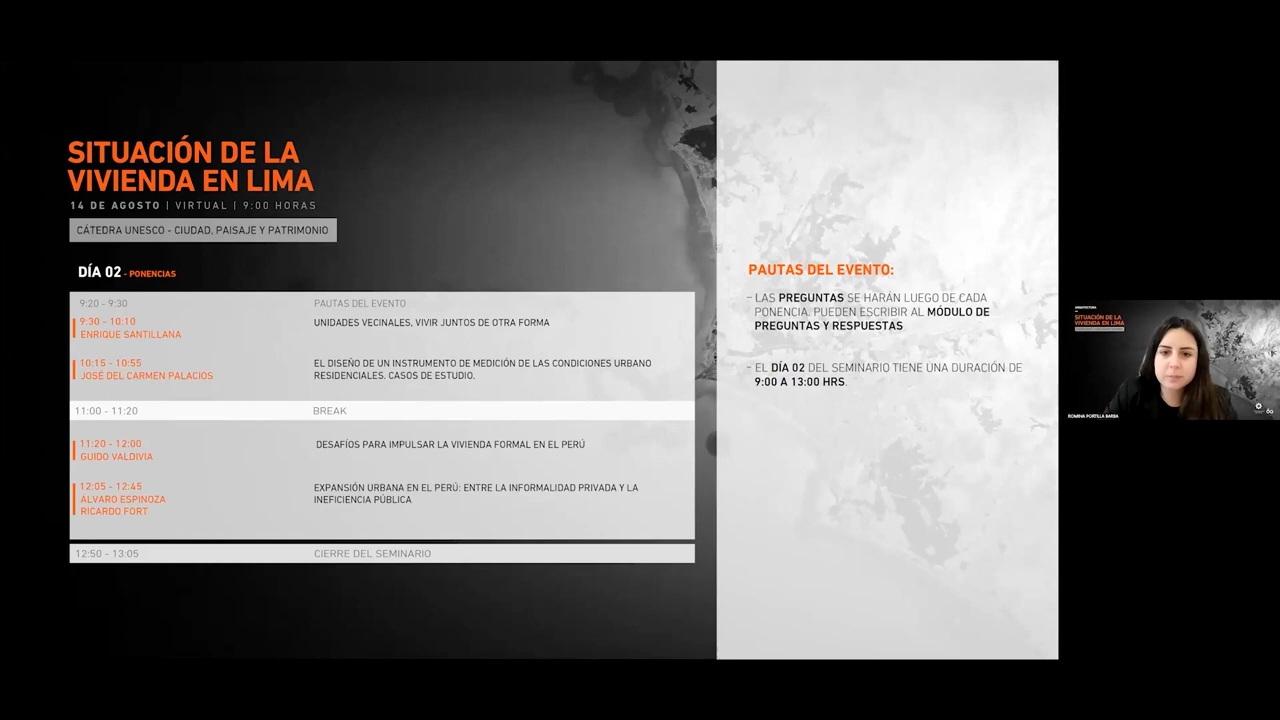 SITUACIÓN DE LA
VIVIENDA EN LIMA
14 DE AGOSTO | VIRTUAL | 9:00 HORAS
CÁTEDRA UNESCO - CIUDAD, PAISAJE Y PATRIMONIO
DÍA 02 - PONENCIAS
9:20 - 9:30 PAUTAS DEL EVENTO
9:30 - 10:10 UNIDADES VECINALES, VIVIR JUNTOS DE OTRA FORMA
ENRIQUE SANTILLANA
10:15 - 10:55 EL DISEÑO DE UN INSTRUMENTO DE MEDICIÓN DE LAS CONDICIONES URBANO
JOSÉ DEL CARMEN PALACIOS RESIDENCIALES. CASOS DE ESTUDIO.
11:00 - 11:20 BREAK
11:20 - 12:00 DESAFÍOS PARA IMPULSAR LA VIVIENDA FORMAL EN EL PERÚ
GUIDO VALDIVIA
12:05 - 12:45 EXPANSIÓN URBANA EN EL PERÚ: ENTRE LA INFORMALIDAD PRIVADA Y LA
ÁLVARO ESPINOZA INEFICIENCIA PÚBLICA
RICARDO FORT
12:50 - 13:05 CIERRE DEL SEMINARIO
PAUTAS DEL EVENTO:
- LAS PREGUNTAS SE HARÁN LUEGO DE CADA
PONENCIA. PUEDEN ESCRIBIR AL MÓDULO DE
PREGUNTAS Y RESPUESTAS
- EL DÍA 02 DEL SEMINARIO TIENE UNA DURACIÓN DE
9:00 A 13:00 HRS.
ARQUITECTURA
SITUACIÓN DE LA
VIVIENDA EN LIMA
ROMINA PORTILLA BARBA